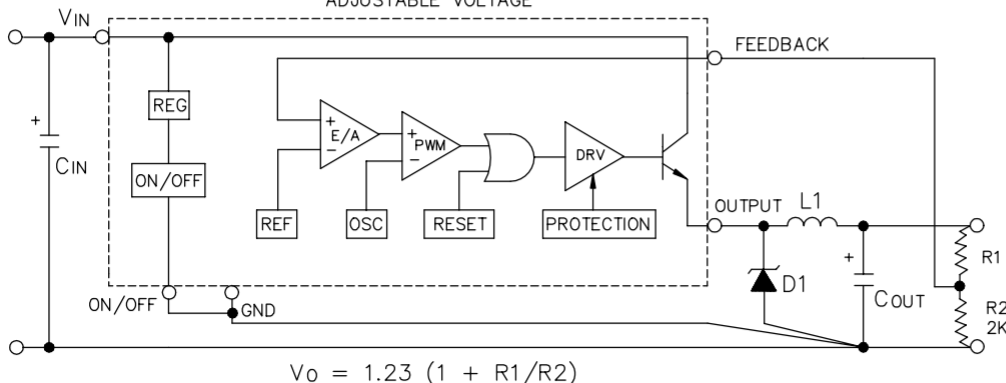 ADJUSTABLE VOLTAGE
VIN
FEEDBACK
REG
+
E/A
−
+
PWM
−
DRV
+
CIN
ON/OFF
REF
OSC
RESET
PROTECTION
OUTPUT
L1
R1
+
D1
COUT
R2
2K
ON/OFF
GND
VO = 1.23 (1 + R1/R2)